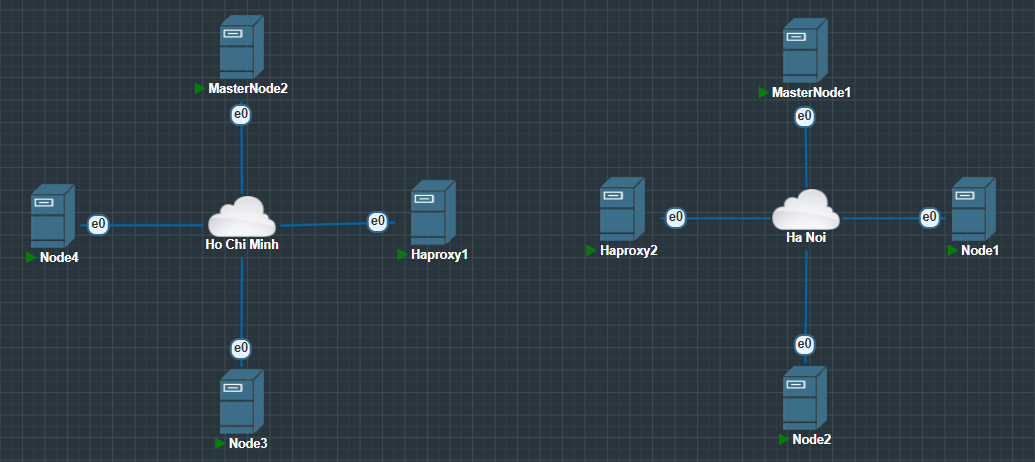 MasterNode2
e0
MasterNode1
e0
e0
Node4
Ho Chi Minh
e0
Haproxy1
Haproxy2
e0
Ha Noi
e0
Node1
e0
Node3
e0
Node2